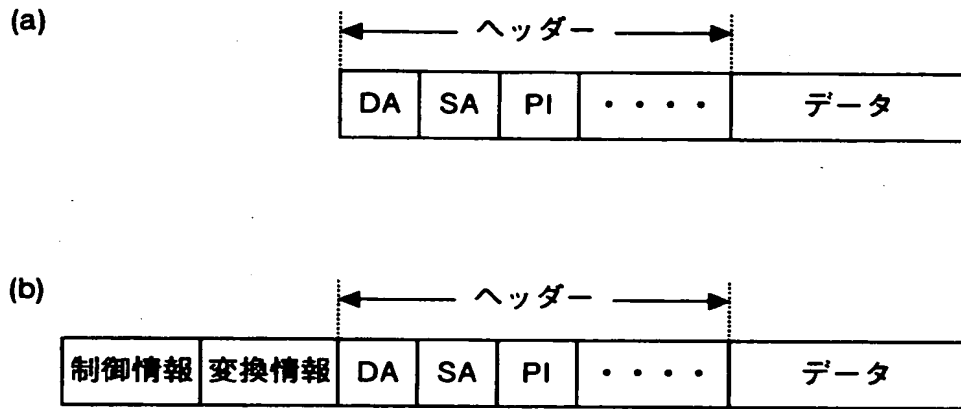 (a)
ヘッダー
DA SA PI ・・・・ データ
(b)
ヘッダー
制御情報 変換情報 DA SA PI ・・・・ データ